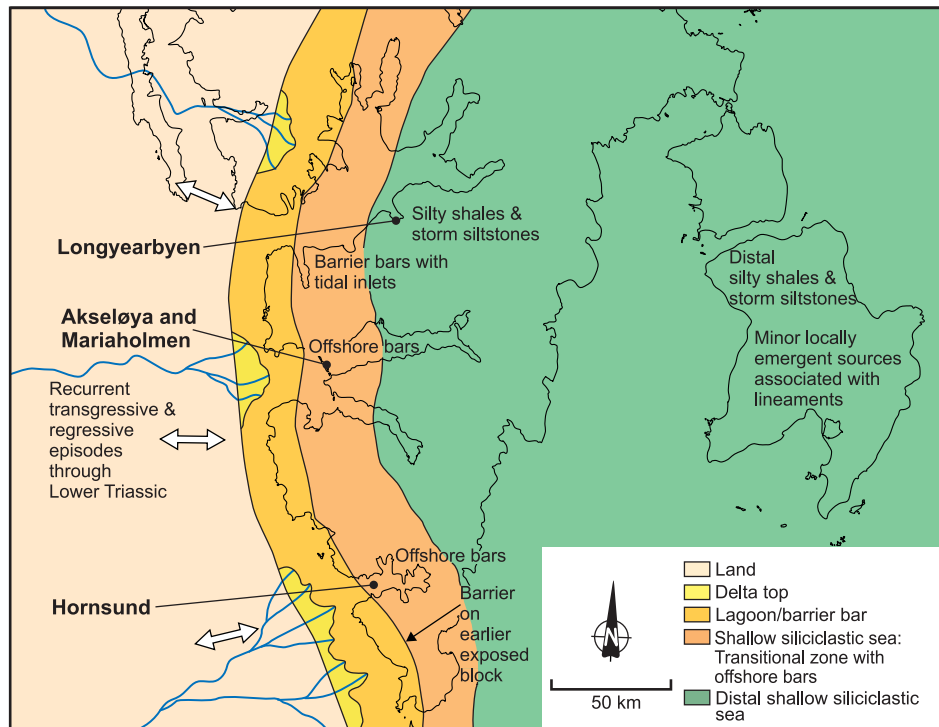 Longyearbyen
Silty shales &
storm siltstones
Barrier bars with
tidal inlets
Distal
silty shales &
storm siltstones
Akseløya and
Mariaholmen
Offshore bars
Minor locally
emergent sources
associated with
lineaments
Recurrent
transgressive &
regressive
episodes
through
Lower Triassic
Offshore bars
Hornsund
Barrier
on
earlier
exposed
block
N
50 km
Land
Delta top
Lagoon/barrier bar
Shallow siliciclastic sea:
Transitional zone with
offshore bars
Distal shallow siliciclastic
sea